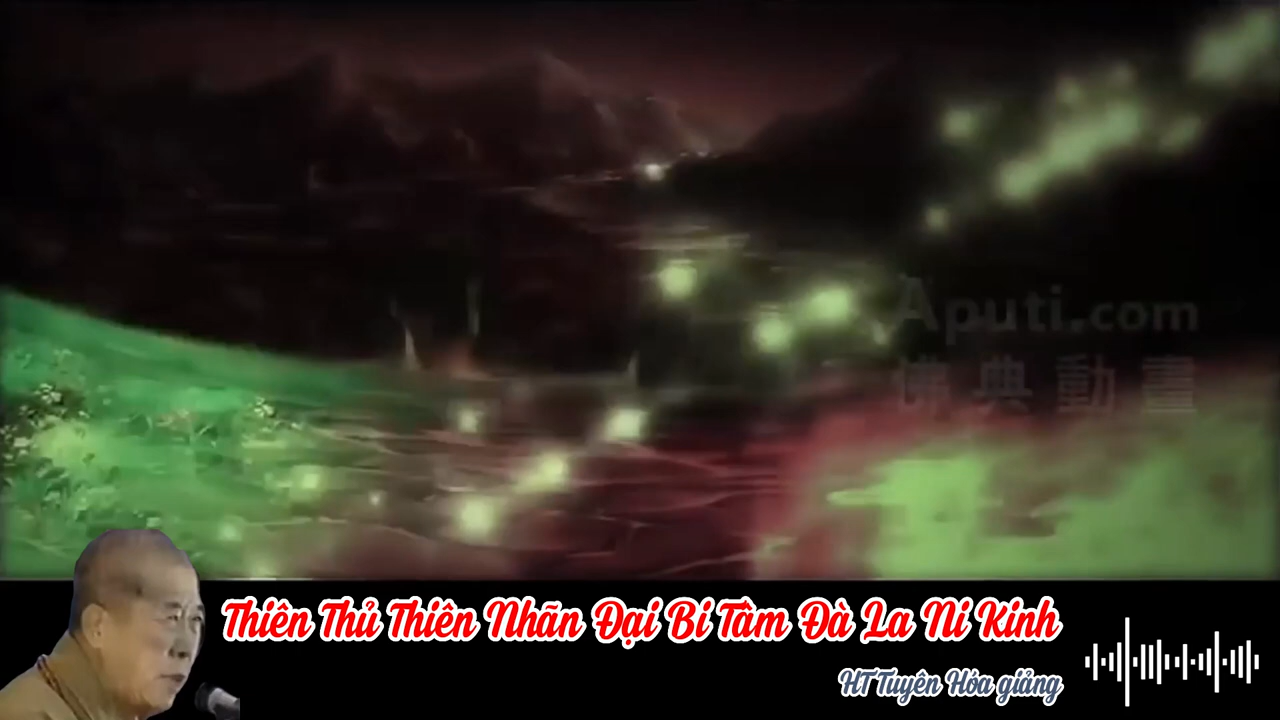 Aputi.com
佛典動畫
Thiên Thủ Thiên Nhãn Đại Bi Tâm Đà La Ni Kinh
HT Tuyên Hóa giảng